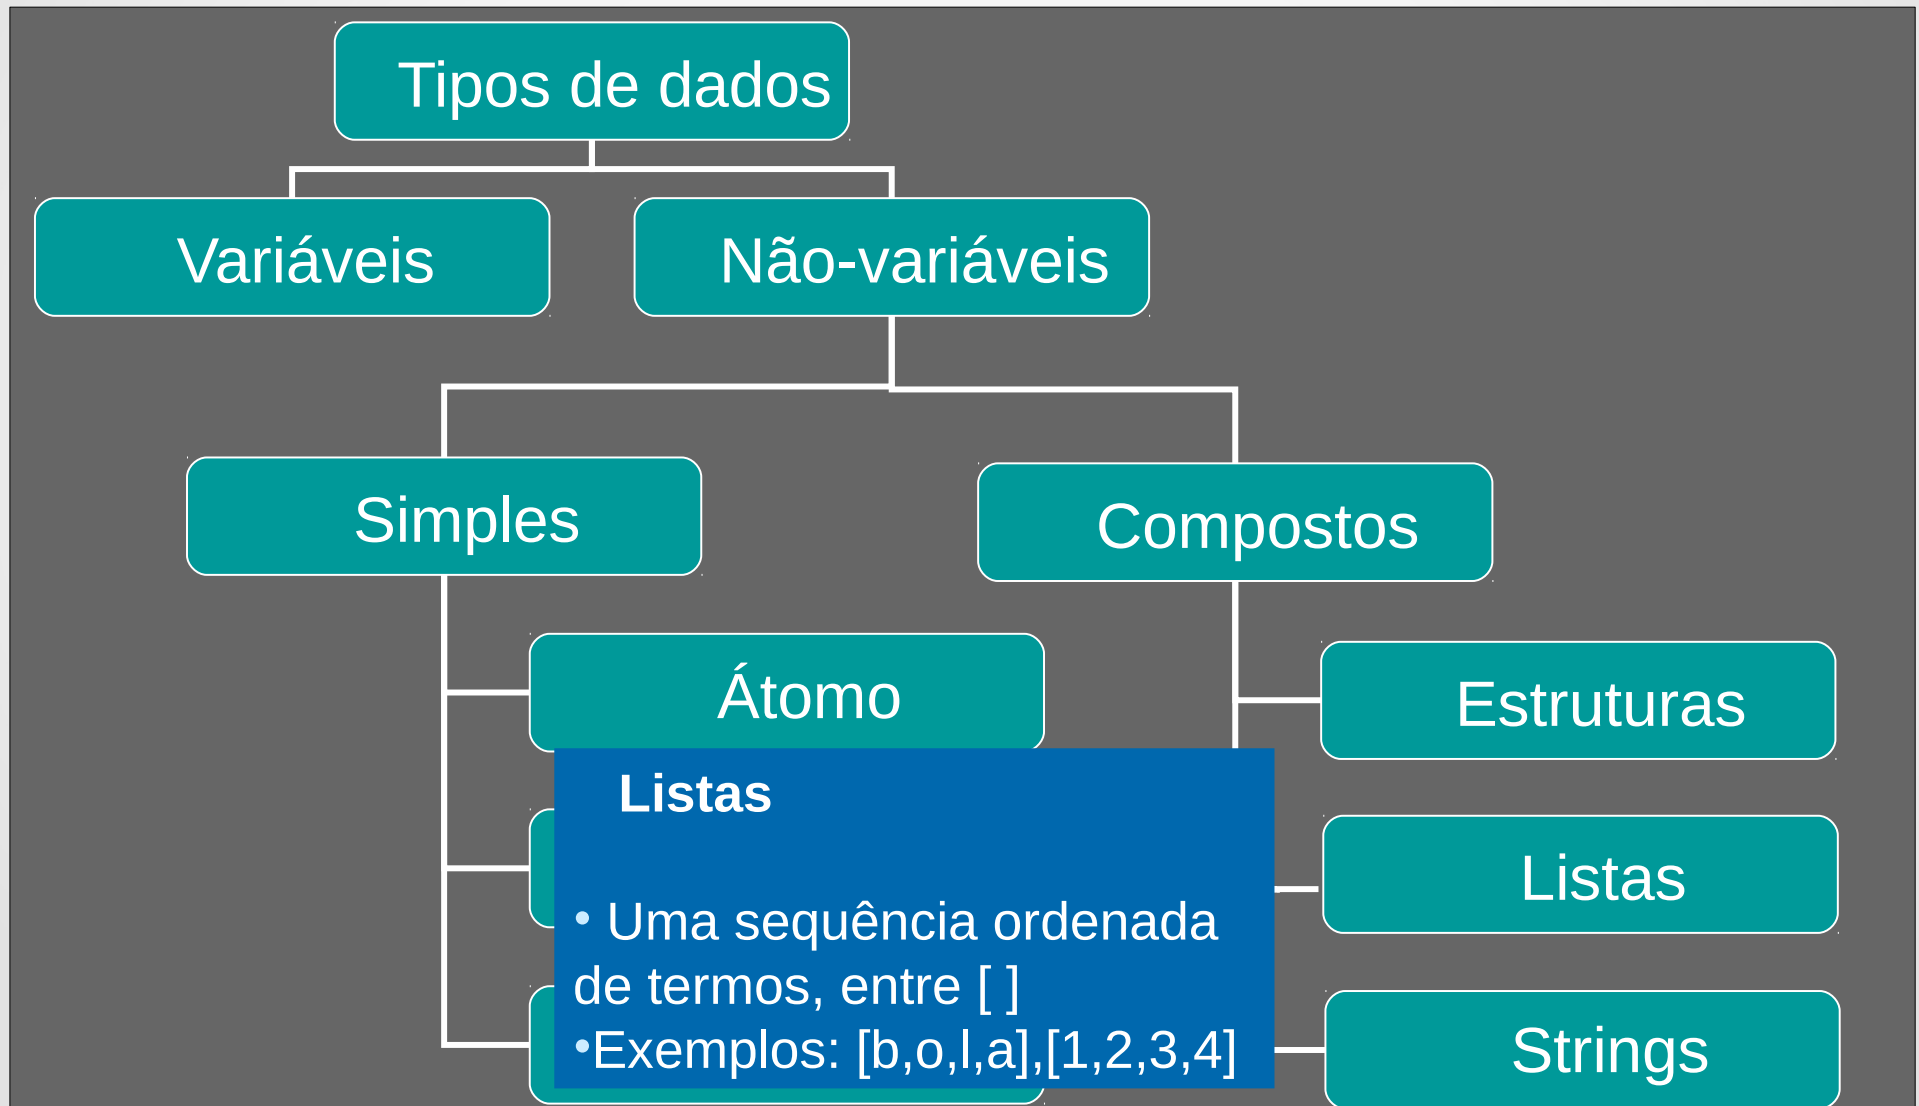 Tipos de dados
Variáveis
Não-variáveis
Simples
Compostos
Átomo
Estruturas
Listas
• Uma sequência ordenada
de termos, entre [ ]
•Exemplos: [b,o,l,a],[1,2,3,4]
Listas
Strings